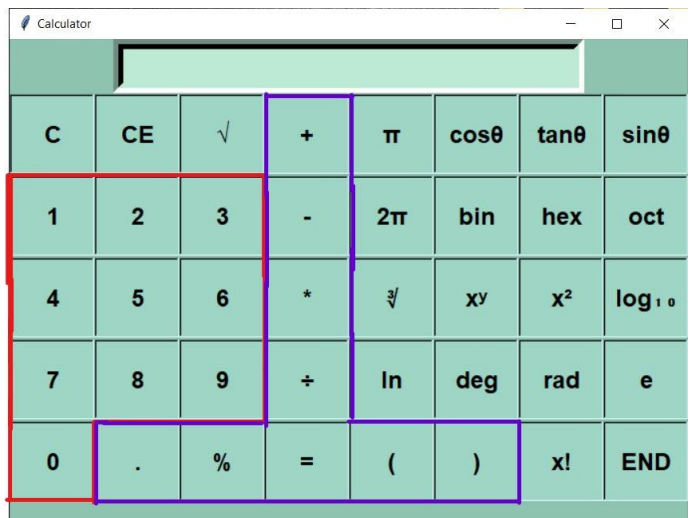 Calculator
C CE √ + π cosθ tanθ sinθ
1 2 3 - 2π bin hex oct
4 5 6 * ∛ xʸ x² log₁₀
7 8 9 ÷ ln deg rad e
0 . % = ( ) x! END